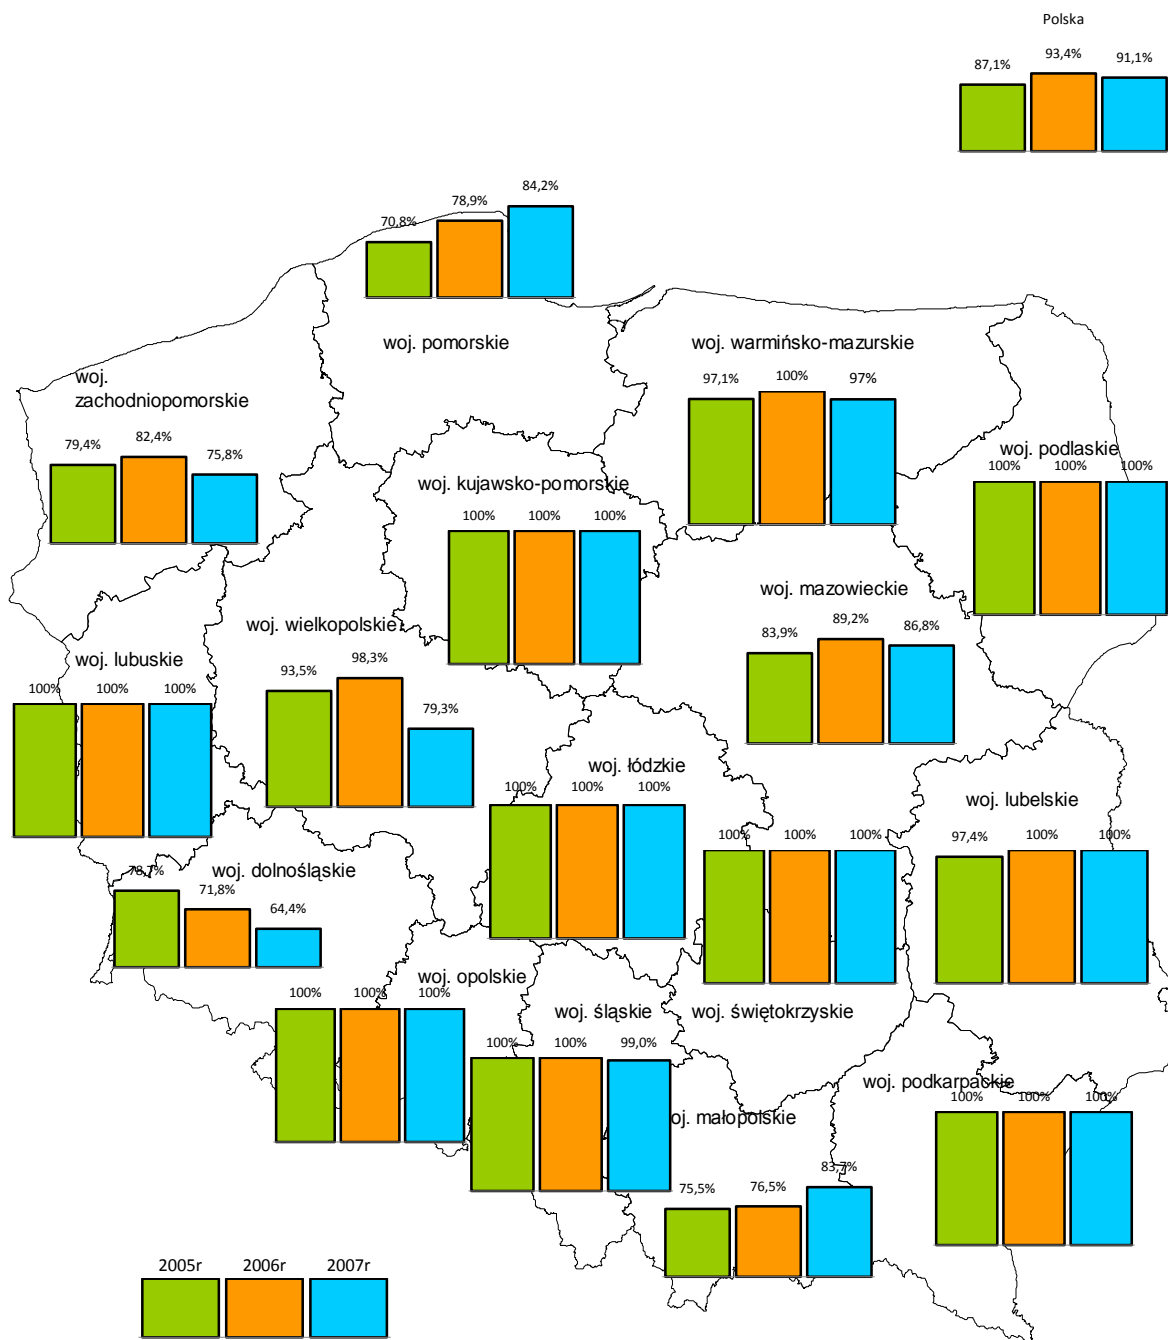 Polska
87,1% 93,4% 91,1%
70,8% 78,9% 84,2%
woj. pomorskie
woj. warmińsko-mazurskie
97,1% 100% 97%
woj.
zachodniopomorskie
79,4% 82,4% 75,8%
woj. podlaskie
100% 100% 100%
woj. kujawsko-pomorskie
100% 100% 100%
woj. mazowieckie
83,9% 89,2% 86,8%
woj. wielkopolskie
93,5% 98,3% 79,3%
woj. lubuskie
100% 100% 100%
woj. łódzkie
100% 100% 100%
woj. lubelskie
97,4% 100% 100%
100% 100% 100%
woj. świętokrzyskie
woj. dolnośląskie
78,7% 71,8% 64,4%
woj. opolskie
100% 100% 100%
woj. śląskie
100% 100% 99,0%
woj. podkarpackie
100% 100% 100%
oj. małopolskie
75,5% 76,5% 83,7%
2005r 2006r 2007r